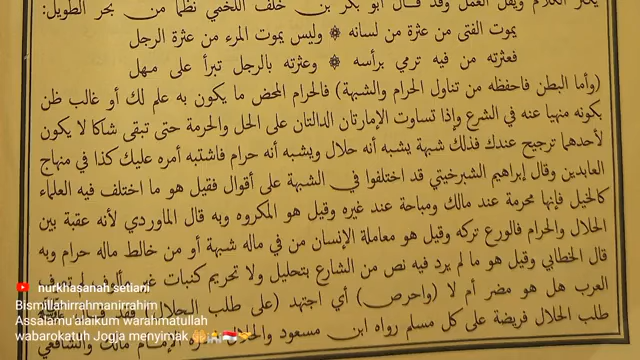 يكثر الكلام ويقل العمل وقد قال أبو بكر بن خلف اللخمي نظما من بحر الطويل:
يموت الفتى من عثرة من لسانه ۞ وليس يموت المرء من عثرة الرجل
فعثرته من فيه ترمي برأسه ۞ وعثرته بالرجل تبرأ على مهل
(وأما البطن فاحفظه من تناول الحرام والشبهة) فالحرام المحض ما يكون به علم لك أو غالب ظن
بكونه منهيا عنه في الشرع وإذا تساوت الإمارتان الدالتان على الحل والحرمة حتى تبقى شاكا لا يكون
لأحدهما ترجيح عندك فذلك شبهة يشبه أنه حلال ويشبه أنه حرام فاشتبه أمره عليك كذا في منهاج
العابدين وقال إبراهيم الشبرخيتي قد اختلفوا في الشبهة على أقوال فقيل هو ما اختلف فيه العلماء
كالخيل فإنها محرمة عند مالك ومباحة عند غيره وقيل هو المكروه وبه قال الماوردي لأنه عقبة بين
الحلال والحرام فالورع تركه وقيل هو معاملة الإنسان من في ماله شبهة أو من خالط ماله حرام وبه
قال الخطابي وقيل هو ما لم يرد فيه نص من الشارع بتحليل ولا تحريم كنبات غير
العرب هل هو مضر أم لا (واحرص) أي اجتهد (على طلب الحلال)
طلب الحلال فريضة على كل مسلم رواه ابن مسعود الإمام مالك والشافعي
nurkhasanah setiani
Bismillahirrahmanirrahim
Assalamu'alaikum warahmatullah
wabarokatuh Jogja menyimak